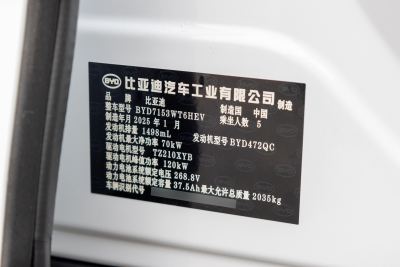 BYD 比亚迪汽车工业有限公司 制造
品 牌 比亚迪 制造国 中国
整车型号 BYD7153WT6HEV 乘坐人数 5
制造年月 2025 年 1 月
发动机排量 1498mL 发动机型号 BYD472QC
发动机最大净功率 70kW
驱动电机型号 TZ210XYB
驱动电机峰值功率 120kW
动力电池系统额定电压 268.8V
动力电池系统额定容量 37.5Ah 最大允许总质量 2035kg
车辆识别代号